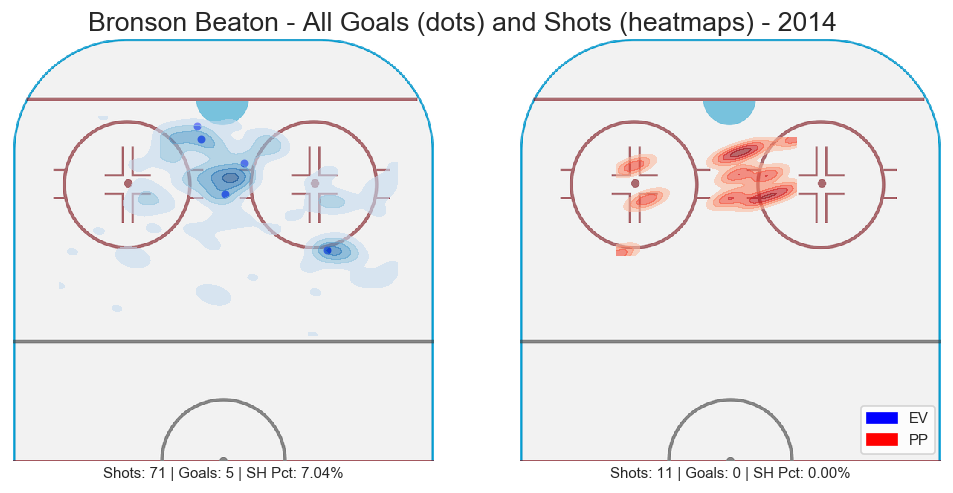 Bronson Beaton - All Goals (dots) and Shots (heatmaps) - 2014
EV
PP
Shots: 71 | Goals: 5 | SH Pct: 7.04%
Shots: 11 | Goals: 0 | SH Pct: 0.00%